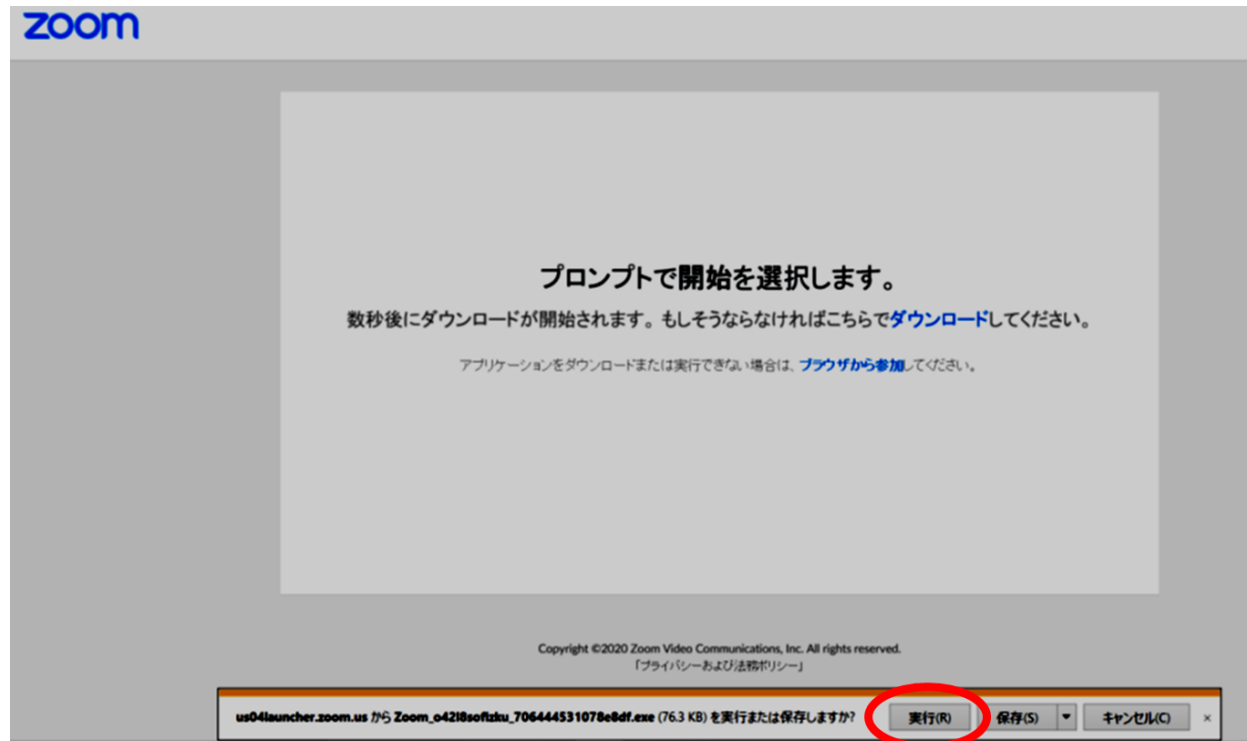 zoom
プロンプトで開始を選択します。
数秒後にダウンロードが開始されます。もしそうならなければこちらでダウンロードしてください。
アプリケーションをダウンロードまたは実行できない場合は、ブラウザから参加してください。
Copyright ©2020 Zoom Video Communications, Inc. All rights reserved.
「プライバシーおよび法務ポリシー」
us04launcher.zoom.us から (76.3 KB) を実行または保存しますか? 実行(R) 保存(S) キャンセル(C) ×